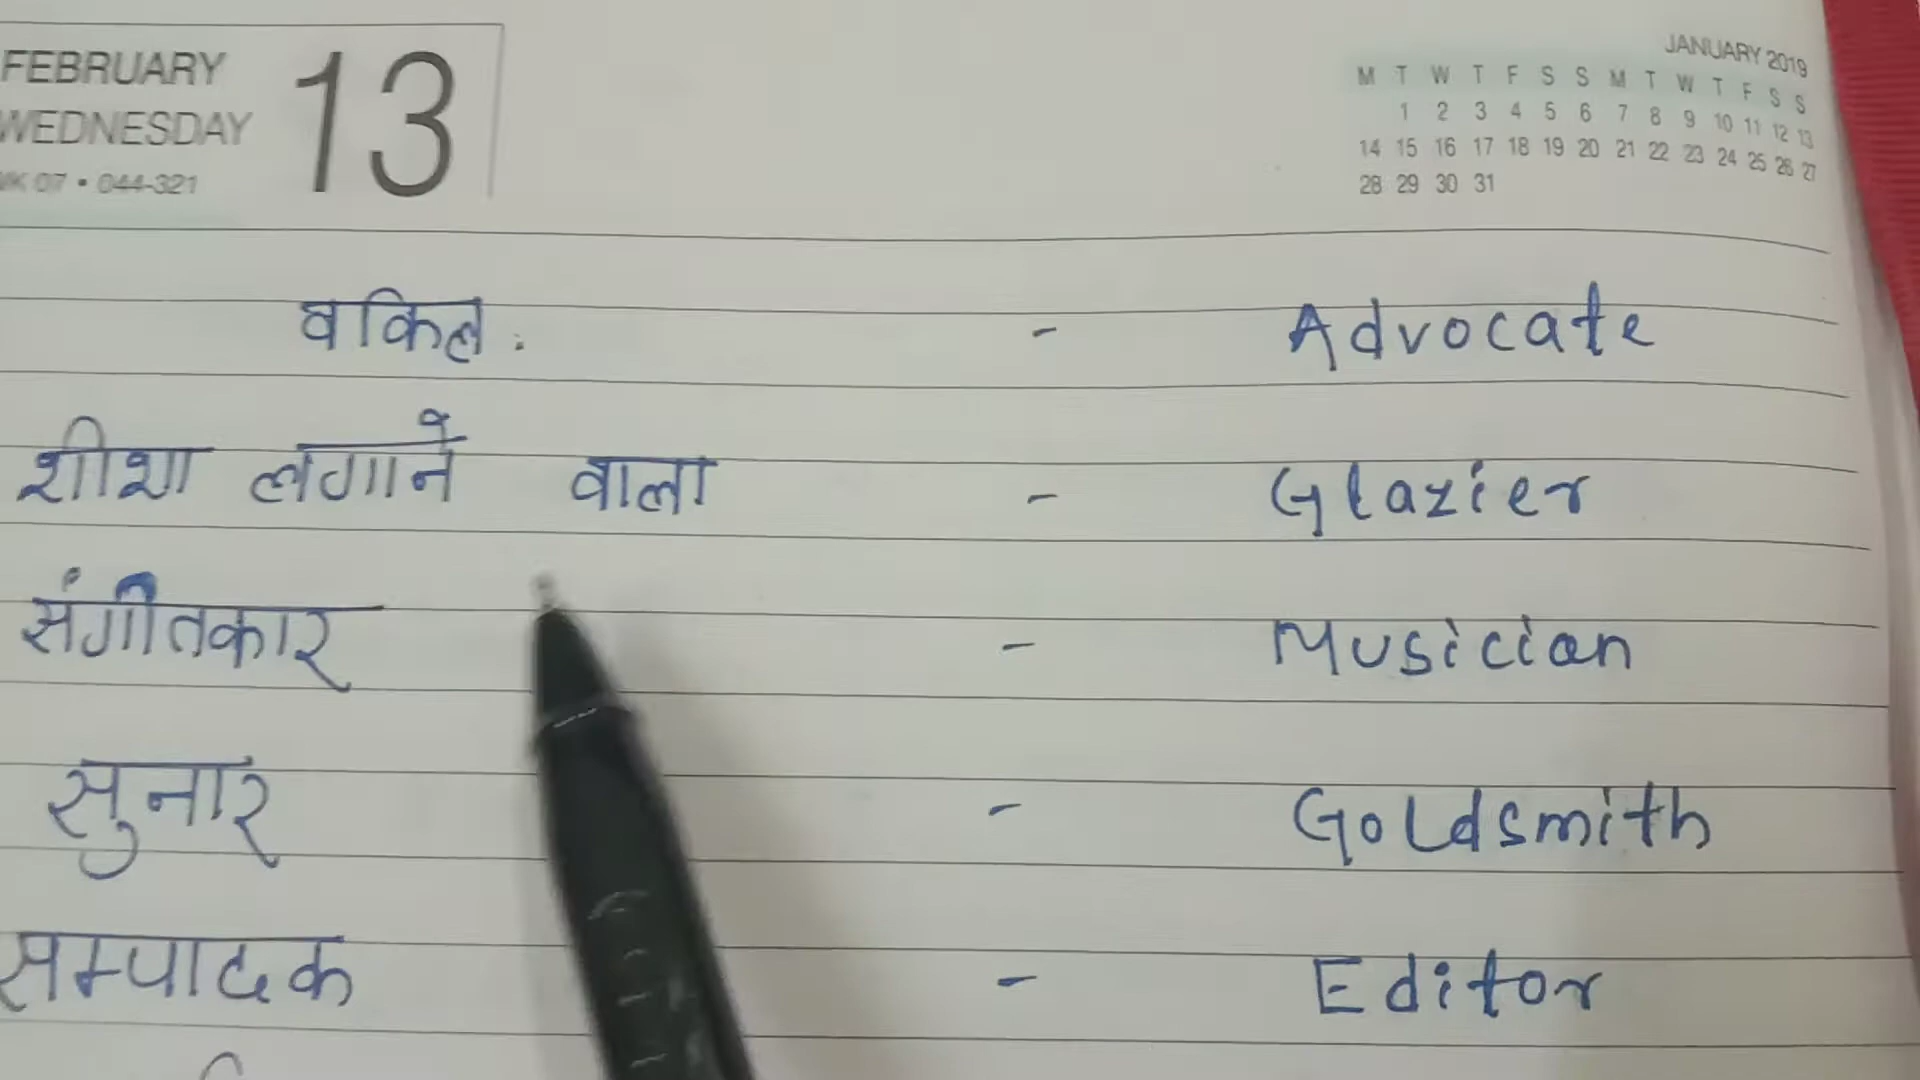 FEBRUARY 13
WEDNESDAY
WK 07 • 044-321
JANUARY 2019
M T W T F S S M T W T F S S
1 2 3 4 5 6 7 8 9 10 11 12 13
14 15 16 17 18 19 20 21 22 23 24 25 26 27
28 29 30 31
वकिल. - Advocate
शीशा लगाने वाला - Glazier
संगीतकार - Musician
सुनार - Goldsmith
सम्पादक - Editor